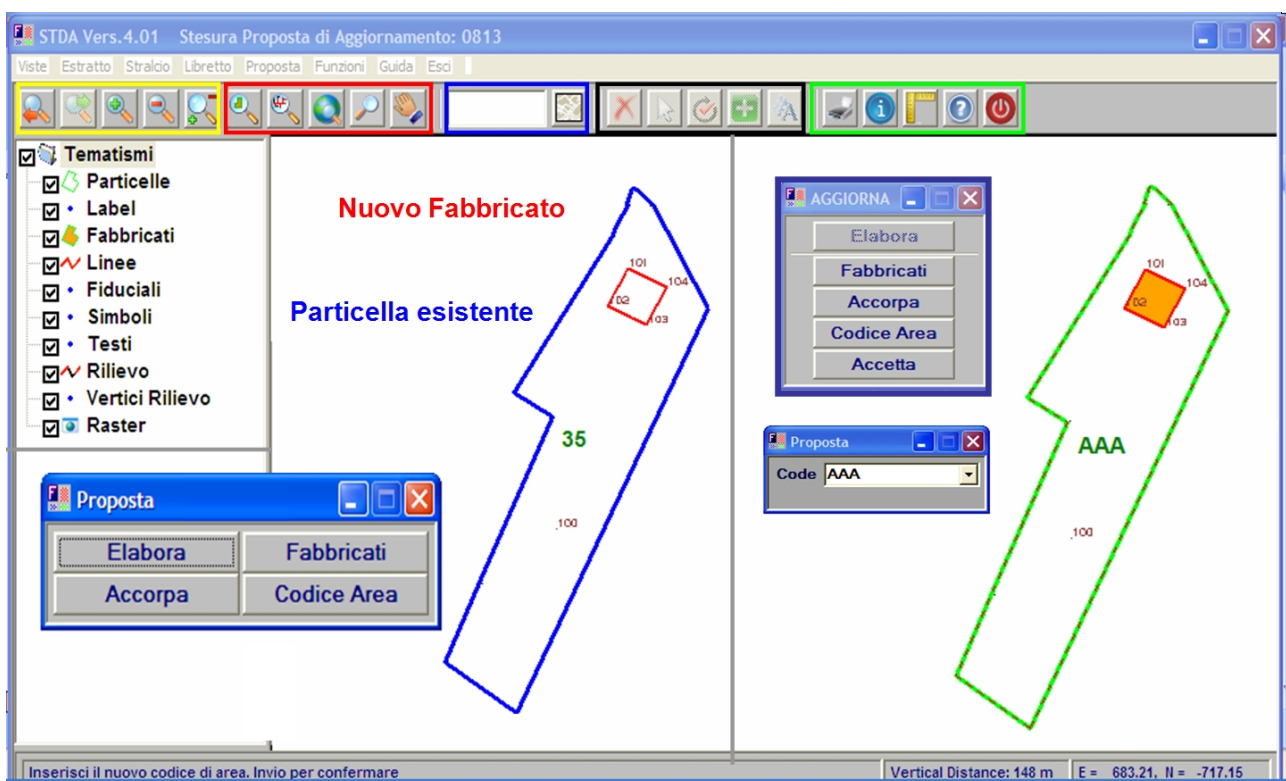 STDA Vers.4.01 Stesura Proposta di Aggiornamento: 0813
Viste Estratto Stralcio Libretto Proposta Funzioni Guida Esci
Tematismi
Particelle
Label
Fabbricati
Linee
Fiduciali
Simboli
Testi
Rilievo
Vertici Rilievo
Raster
Proposta
Elabora Fabbricati
Accorpa Codice Area
Nuovo Fabbricato
Particella esistente
101
104
102
103
35
100
AGGIORNA
Elabora
Fabbricati
Accorpa
Codice Area
Accetta
Proposta
Code AAA
101
104
102
103
AAA
100
Inserisci il nuovo codice di area. Invio per confermare
Vertical Distance: 148 m E = 683.21, N = -717.15